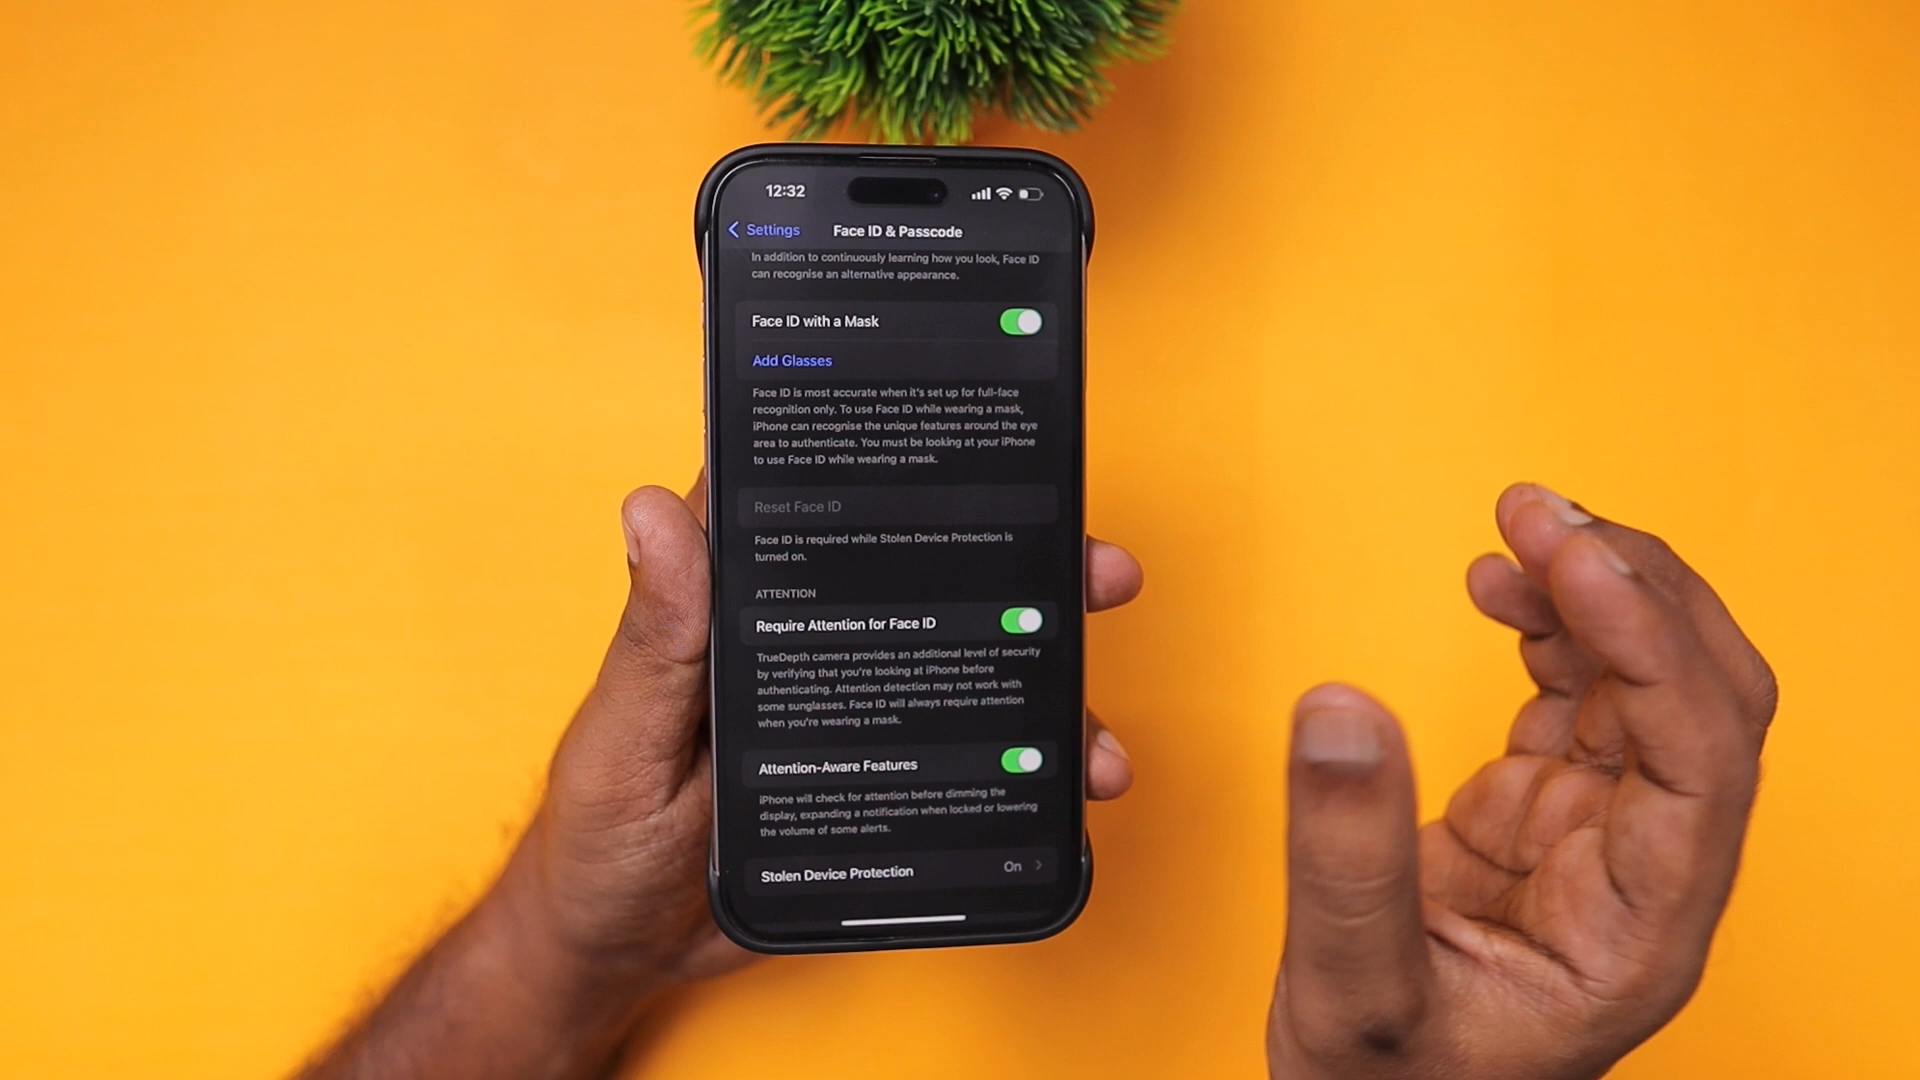 12:32
Settings
Face ID & Passcode
In addition to continuously learning how you look, Face ID
can recognise an alternative appearance.
Face ID with a Mask
Add Glasses
Face ID is most accurate when it's set up for full-face
recognition only. To use Face ID while wearing a mask,
iPhone can recognise the unique features around the eye
area to authenticate. You must be looking at your iPhone
to use Face ID while wearing a mask.
Reset Face ID
Face ID is required while Stolen Device Protection is
turned on.
ATTENTION
Require Attention for Face ID
TrueDepth camera provides an additional level of security
by verifying that you're looking at iPhone before
authenticating. Attention detection may not work with
some sunglasses. Face ID will always require attention
when you're wearing a mask.
Attention-Aware Features
iPhone will check for attention before dimming the
display, expanding a notification when locked or lowering
the volume of some alerts.
Stolen Device Protection On